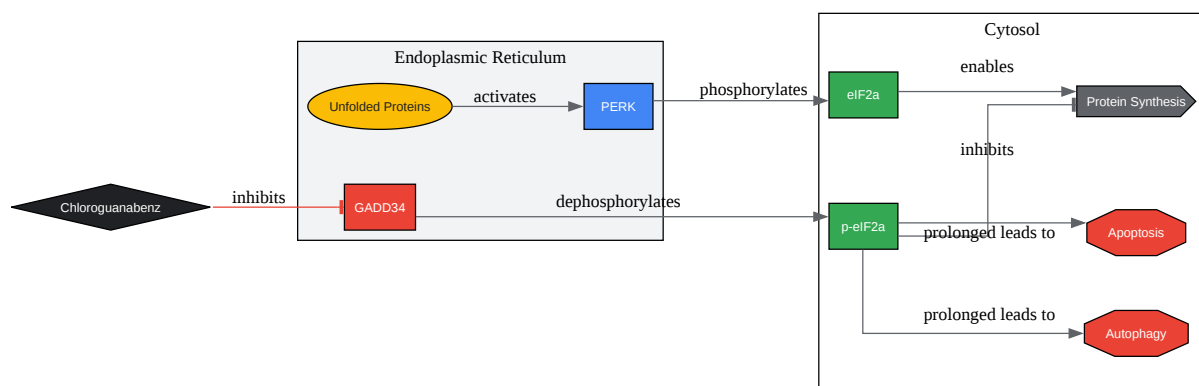 Cytosol
Endoplasmic Reticulum
enables
activates
phosphorylates
Unfolded Proteins
PERK
eIF2a
Protein Synthesis
inhibits
inhibits
dephosphorylates
Chloroguanabenz
GADD34
p-eIF2a
prolonged leads to
Apoptosis
prolonged leads to
Autophagy